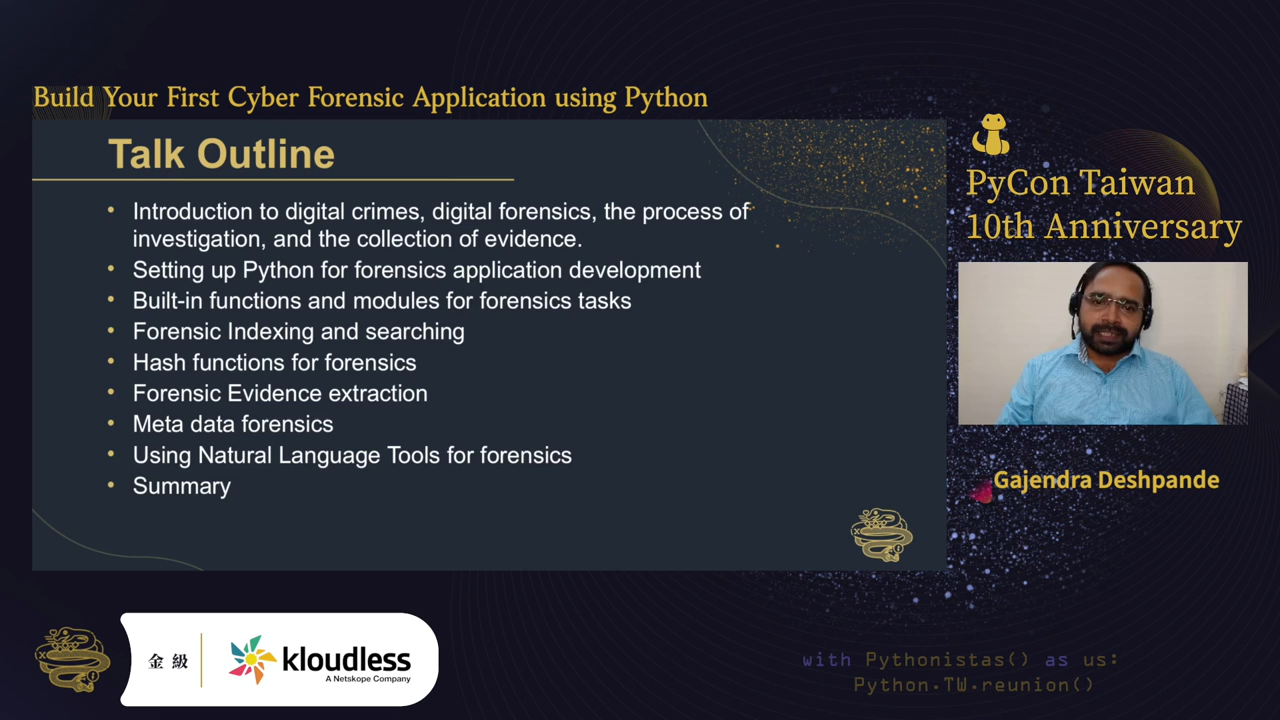 Build Your First Cyber Forensic Application using Python
Talk Outline
• Introduction to digital crimes, digital forensics, the process of
investigation, and the collection of evidence.
• Setting up Python for forensics application development
• Built-in functions and modules for forensics tasks
• Forensic Indexing and searching
• Hash functions for forensics
• Forensic Evidence extraction
• Meta data forensics
• Using Natural Language Tools for forensics
• Summary
PyCon Taiwan
10th Anniversary
Gajendra Deshpande
金級
kloudless
A Netskope Company
with Pythonistas() as us:
Python.TW.reunion()